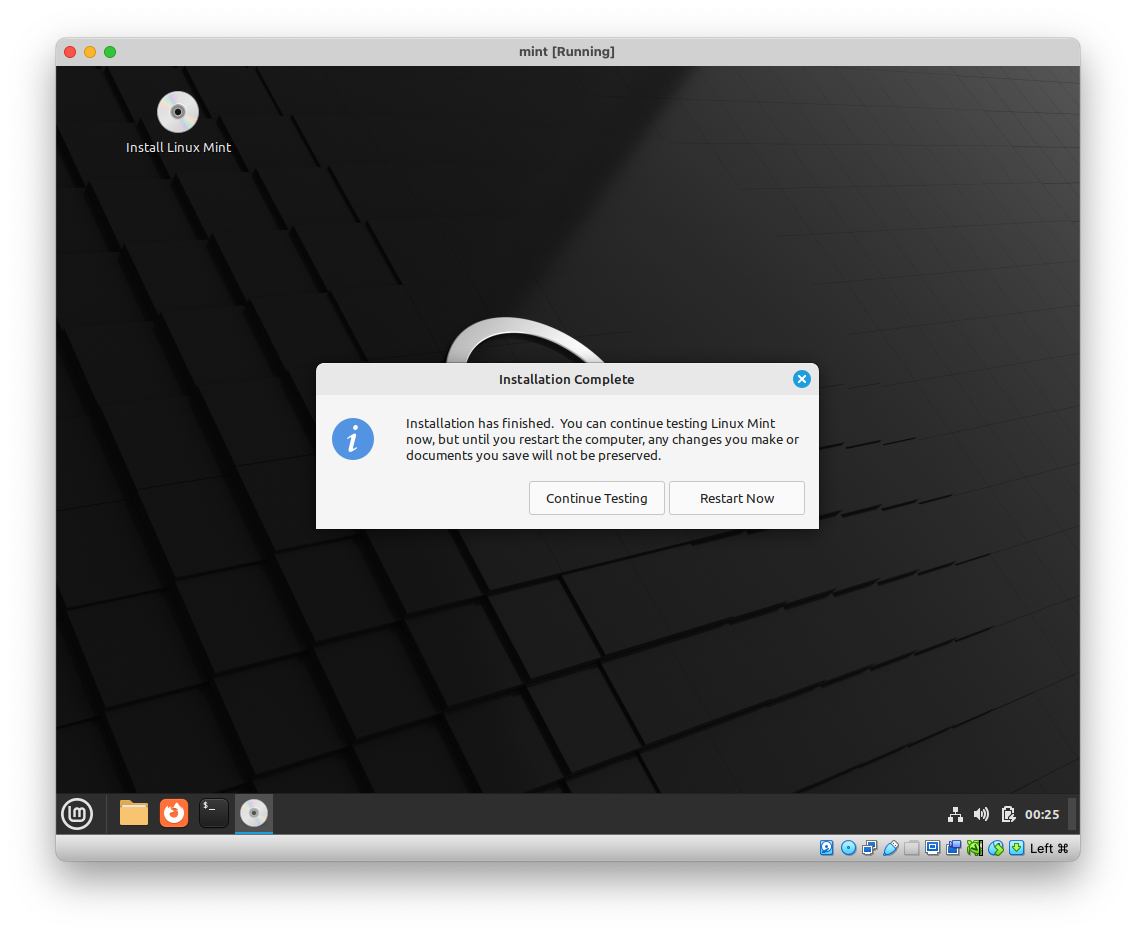 mint [Running]
Install Linux Mint
Installation Complete
Installation has finished.  You can continue testing Linux Mint
now, but until you restart the computer, any changes you make or
documents you save will not be preserved.
Continue Testing
Restart Now
$_
00:25
Left ⌘